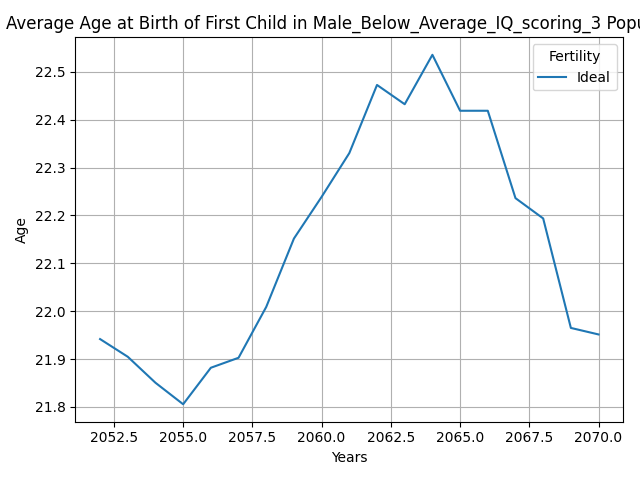 Average Age at Birth of First Child in Male_Below_Average_IQ_scoring_3
Fertility
Ideal
22.5
22.4
22.3
22.2
22.1
22.0
21.9
21.8
Age
2052.5 2055.0 2057.5 2060.0 2062.5 2065.0 2067.5 2070.0
Years